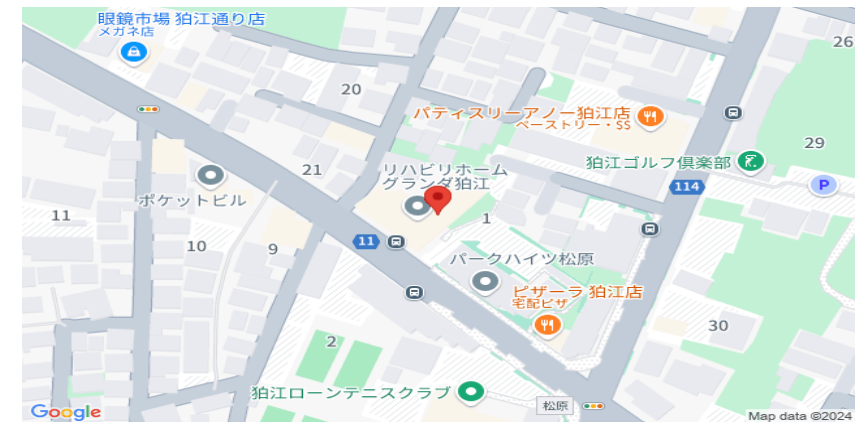 眼鏡市場 狛江通り店
メガネ店
26
20
パティスリーアノー狛江店
ペーストリー・$$
29
狛江ゴルフ倶楽部
21
リハビリホーム
グランダ狛江
P
114
ポケットビル
11
1
11
10
9
パークハイツ松原
ピザーラ 狛江店
宅配ピザ
30
2
狛江ローンテニスクラブ
松原
Google
Map data ©2024